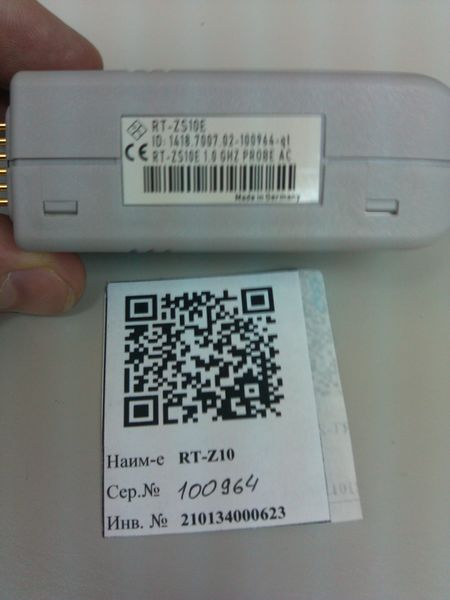 RT-ZS10E
ID: 1418.7007.02-100964-qt
CE RT-ZS10E 1.0 GHZ PROBE AC
Made in Germany
Наим-е RT-Z10
Сер.№ 100964
Инв. № 210134000623